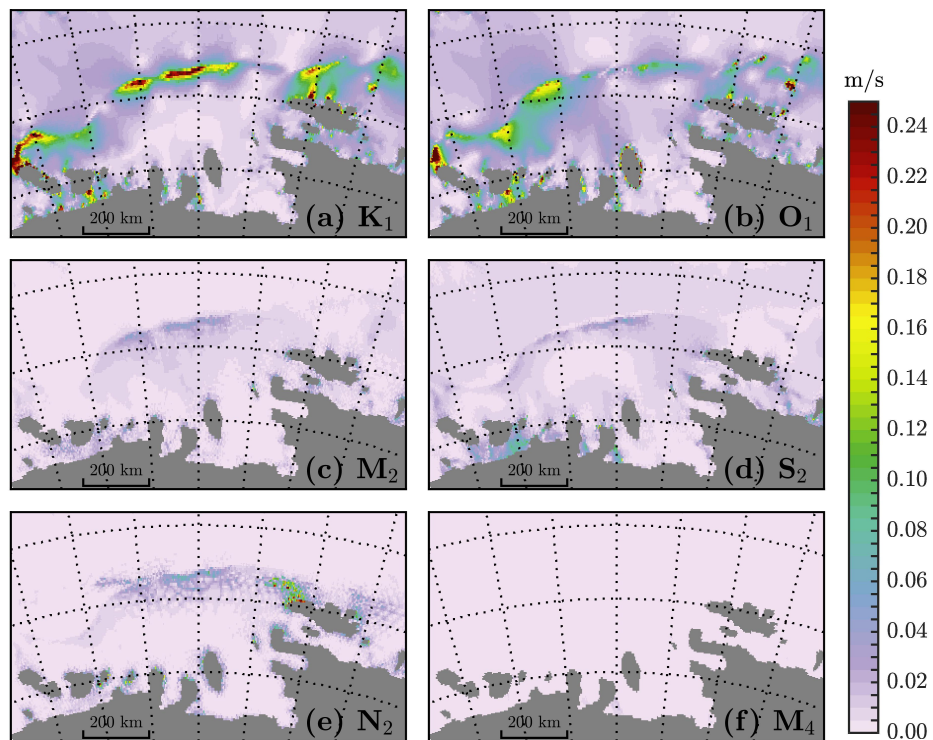 m/s
0.24
0.22
0.20
0.18
0.16
0.14
0.12
0.10
0.08
0.06
0.04
0.02
0.00
200 km
(a) K₁
200 km
(b) O₁
200 km
(c) M₂
200 km
(d) S₂
200 km
(e) N₂
200 km
(f) M₄